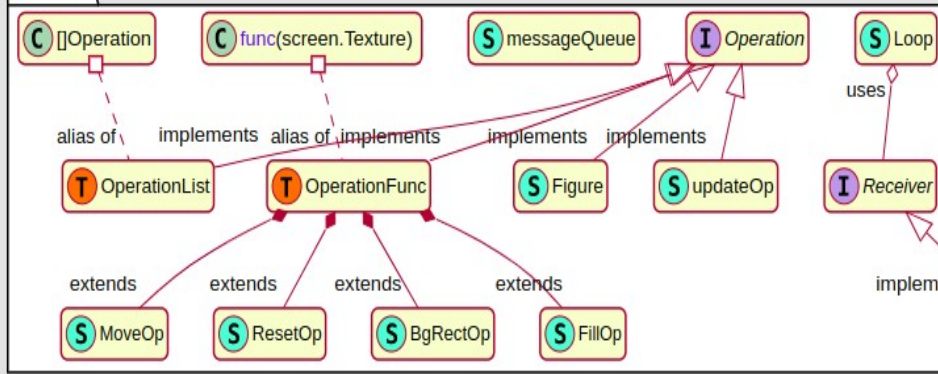 C []Operation
C func(screen.Texture)
S messageQueue
I Operation
S Loop
uses
alias of
implements
alias of
implements
implements
implements
T OperationList
T OperationFunc
S Figure
S updateOp
I Receiver
extends
extends
extends
extends
implem
S MoveOp
S ResetOp
S BgRectOp
S FillOp